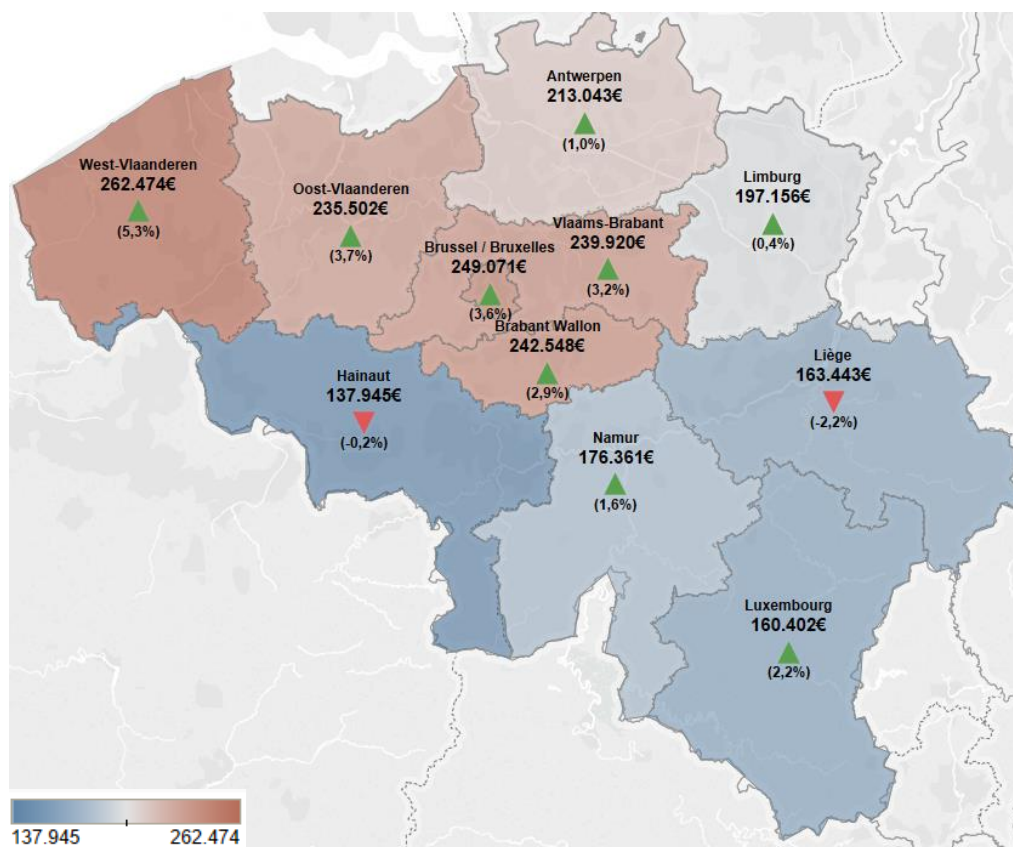 Antwerpen
213.043€
(1,0%)
West-Vlaanderen
262.474€
(5,3%)
Oost-Vlaanderen
235.502€
(3,7%)
Limburg
197.156€
(0,4%)
Vlaams-Brabant
239.920€
(3,2%)
Brussel / Bruxelles
249.071€
(3,6%)
Brabant Wallon
242.548€
(2,9%)
Hainaut
137.945€
(-0,2%)
Liège
163.443€
(-2,2%)
Namur
176.361€
(1,6%)
Luxembourg
160.402€
(2,2%)
137.945 262.474